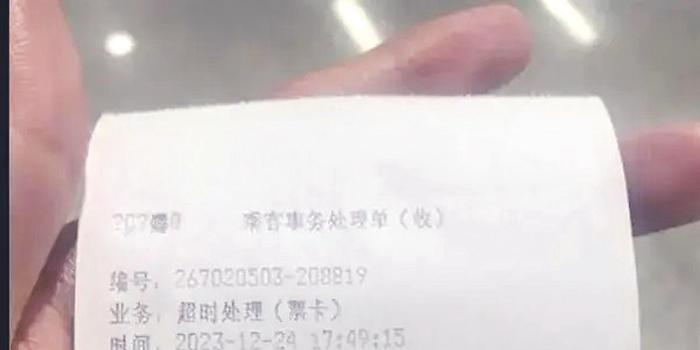 乘客事务处理单（收）
编号：267020503-208819
业务：超时处理（票卡）
时间：2023-12-24 17:49:15